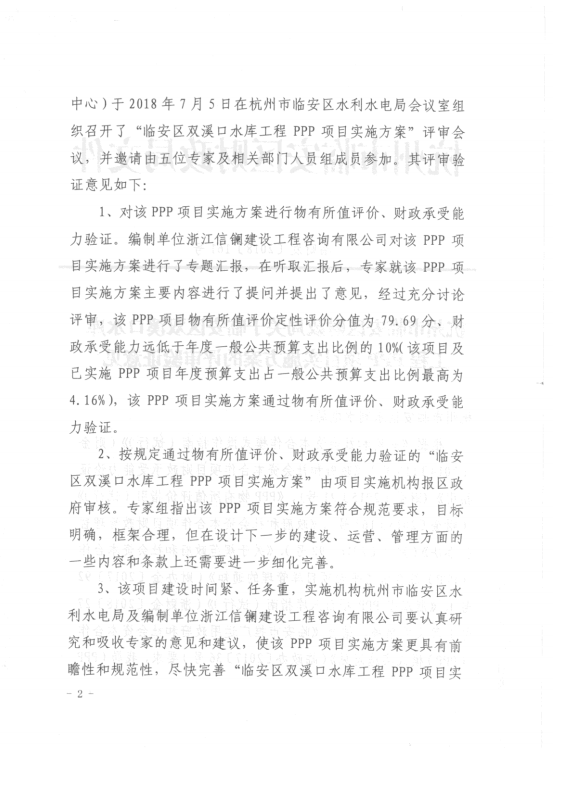 中心）于 2018 年 7 月 5 日在杭州市临安区水利水电局会议室组
织召开了“临安区双溪口水库工程 PPP 项目实施方案”评审会
议，并邀请由五位专家及相关部门人员组成员参加。其评审验
证意见如下：
1、对该 PPP 项目实施方案进行物有所值评价、财政承受能
力验证。编制单位浙江信镧建设工程咨询有限公司对该 PPP 项
目实施方案进行了专题汇报，在听取汇报后，专家就该 PPP 项
目实施方案主要内容进行了提问并提出了意见，经过充分讨论
评审，该 PPP 项目物有所值评价定性评价分值为 79.69 分、财
政承受能力远低于年度一般公共预算支出比例的 10%(该项目及
已实施 PPP 项目年度预算支出占一般公共预算支出比例最高为
4.16%)，该 PPP 项目实施方案通过物有所值评价、财政承受能
力验证。
2、按规定通过物有所值评价、财政承受能力验证的“临安
区双溪口水库工程 PPP 项目实施方案”由项目实施机构报区政
府审核。专家组指出该 PPP 项目实施方案符合规范要求，目标
明确，框架合理，但在设计下一步的建设、运营、管理方面的
一些内容和条款上还需要进一步细化完善。
3、该项目建设时间紧、任务重，实施机构杭州市临安区水
利水电局及编制单位浙江信镧建设工程咨询有限公司要认真研
究和吸收专家的意见和建议，使该 PPP 项目实施方案更具有前
瞻性和规范性，尽快完善“临安区双溪口水库工程 PPP 项目实
- 2 -